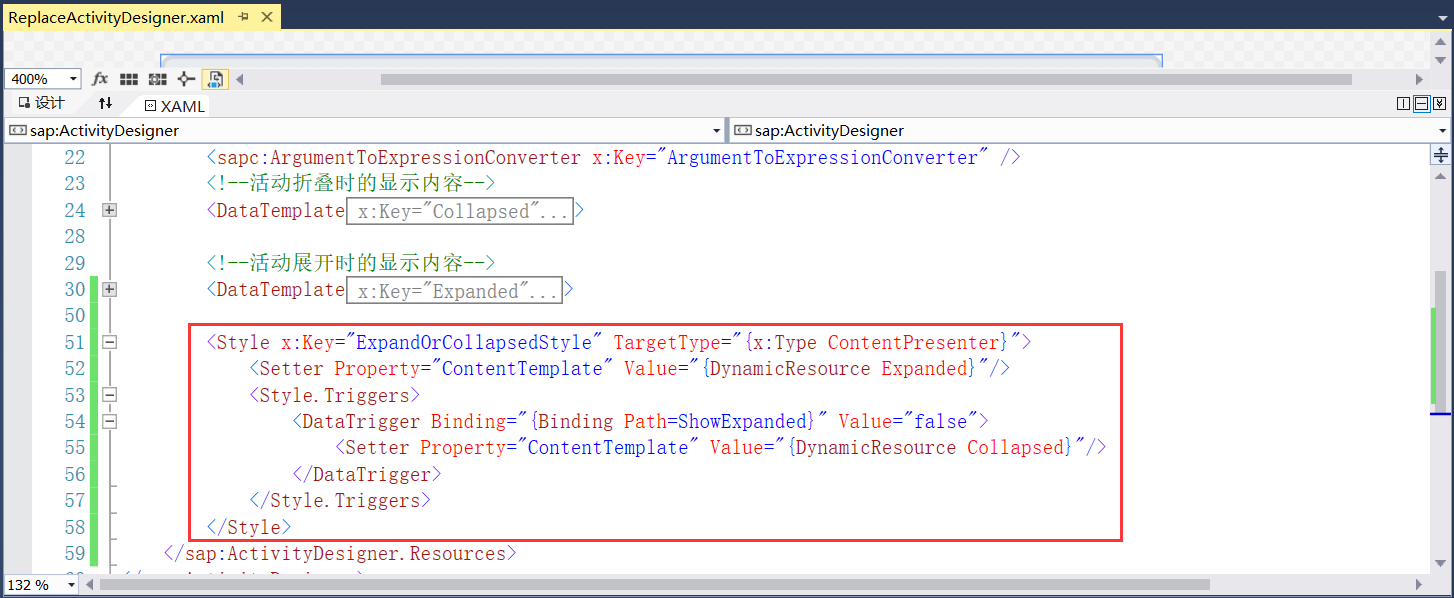 ReplaceActivityDesigner.xaml
400%
fx
设计
XAML
sap:ActivityDesigner
sap:ActivityDesigner
22 <sapc:ArgumentToExpressionConverter x:Key="ArgumentToExpressionConverter" />
23 <!--活动折叠时的显示内容-->
24 <DataTemplate x:Key="Collapsed"...>
28
29 <!--活动展开时的显示内容-->
30 <DataTemplate x:Key="Expanded"...>
50
51 <Style x:Key="ExpandOrCollapsedStyle" TargetType="{x:Type ContentPresenter}">
52 <Setter Property="ContentTemplate" Value="{DynamicResource Expanded}"/>
53 <Style.Triggers>
54 <DataTrigger Binding="{Binding Path=ShowExpanded}" Value="false">
55 <Setter Property="ContentTemplate" Value="{DynamicResource Collapsed}"/>
56 </DataTrigger>
57 </Style.Triggers>
58 </Style>
59 </sap:ActivityDesigner.Resources>
132 %